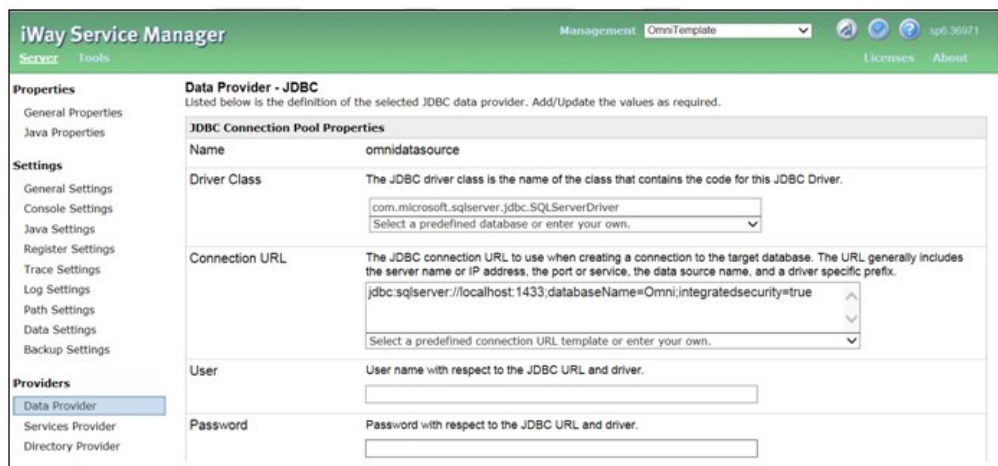 iWay Service Manager
Management OmniTemplate
sp6.36971
Server Tools
Licenses About
Properties
General Properties
Java Properties
Settings
General Settings
Console Settings
Java Settings
Register Settings
Trace Settings
Log Settings
Path Settings
Data Settings
Backup Settings
Providers
Data Provider
Services Provider
Directory Provider
Data Provider - JDBC
Listed below is the definition of the selected JDBC data provider. Add/Update the values as required.
JDBC Connection Pool Properties
Name omnidatasource
Driver Class The JDBC driver class is the name of the class that contains the code for this JDBC Driver.
com.microsoft.sqlserver.jdbc.SQLServerDriver
Select a predefined database or enter your own.
Connection URL The JDBC connection URL to use when creating a connection to the target database. The URL generally includes
the server name or IP address, the port or service, the data source name, and a driver specific prefix.
jdbc:sqlserver://localhost:1433;databaseName=Omni;integratedsecurity=true
Select a predefined connection URL template or enter your own.
User User name with respect to the JDBC URL and driver.
Password Password with respect to the JDBC URL and driver.